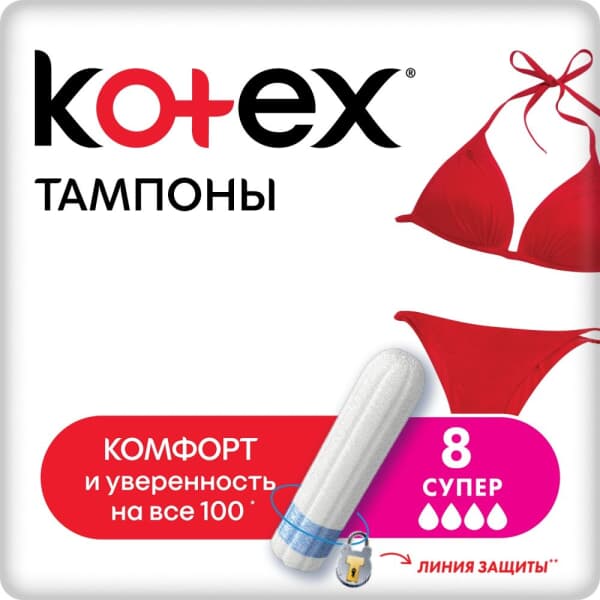 kotex®
ТАМПОНЫ
КОМФОРТ
и уверенность
на все 100*
8
СУПЕР
ЛИНИЯ ЗАЩИТЫ**